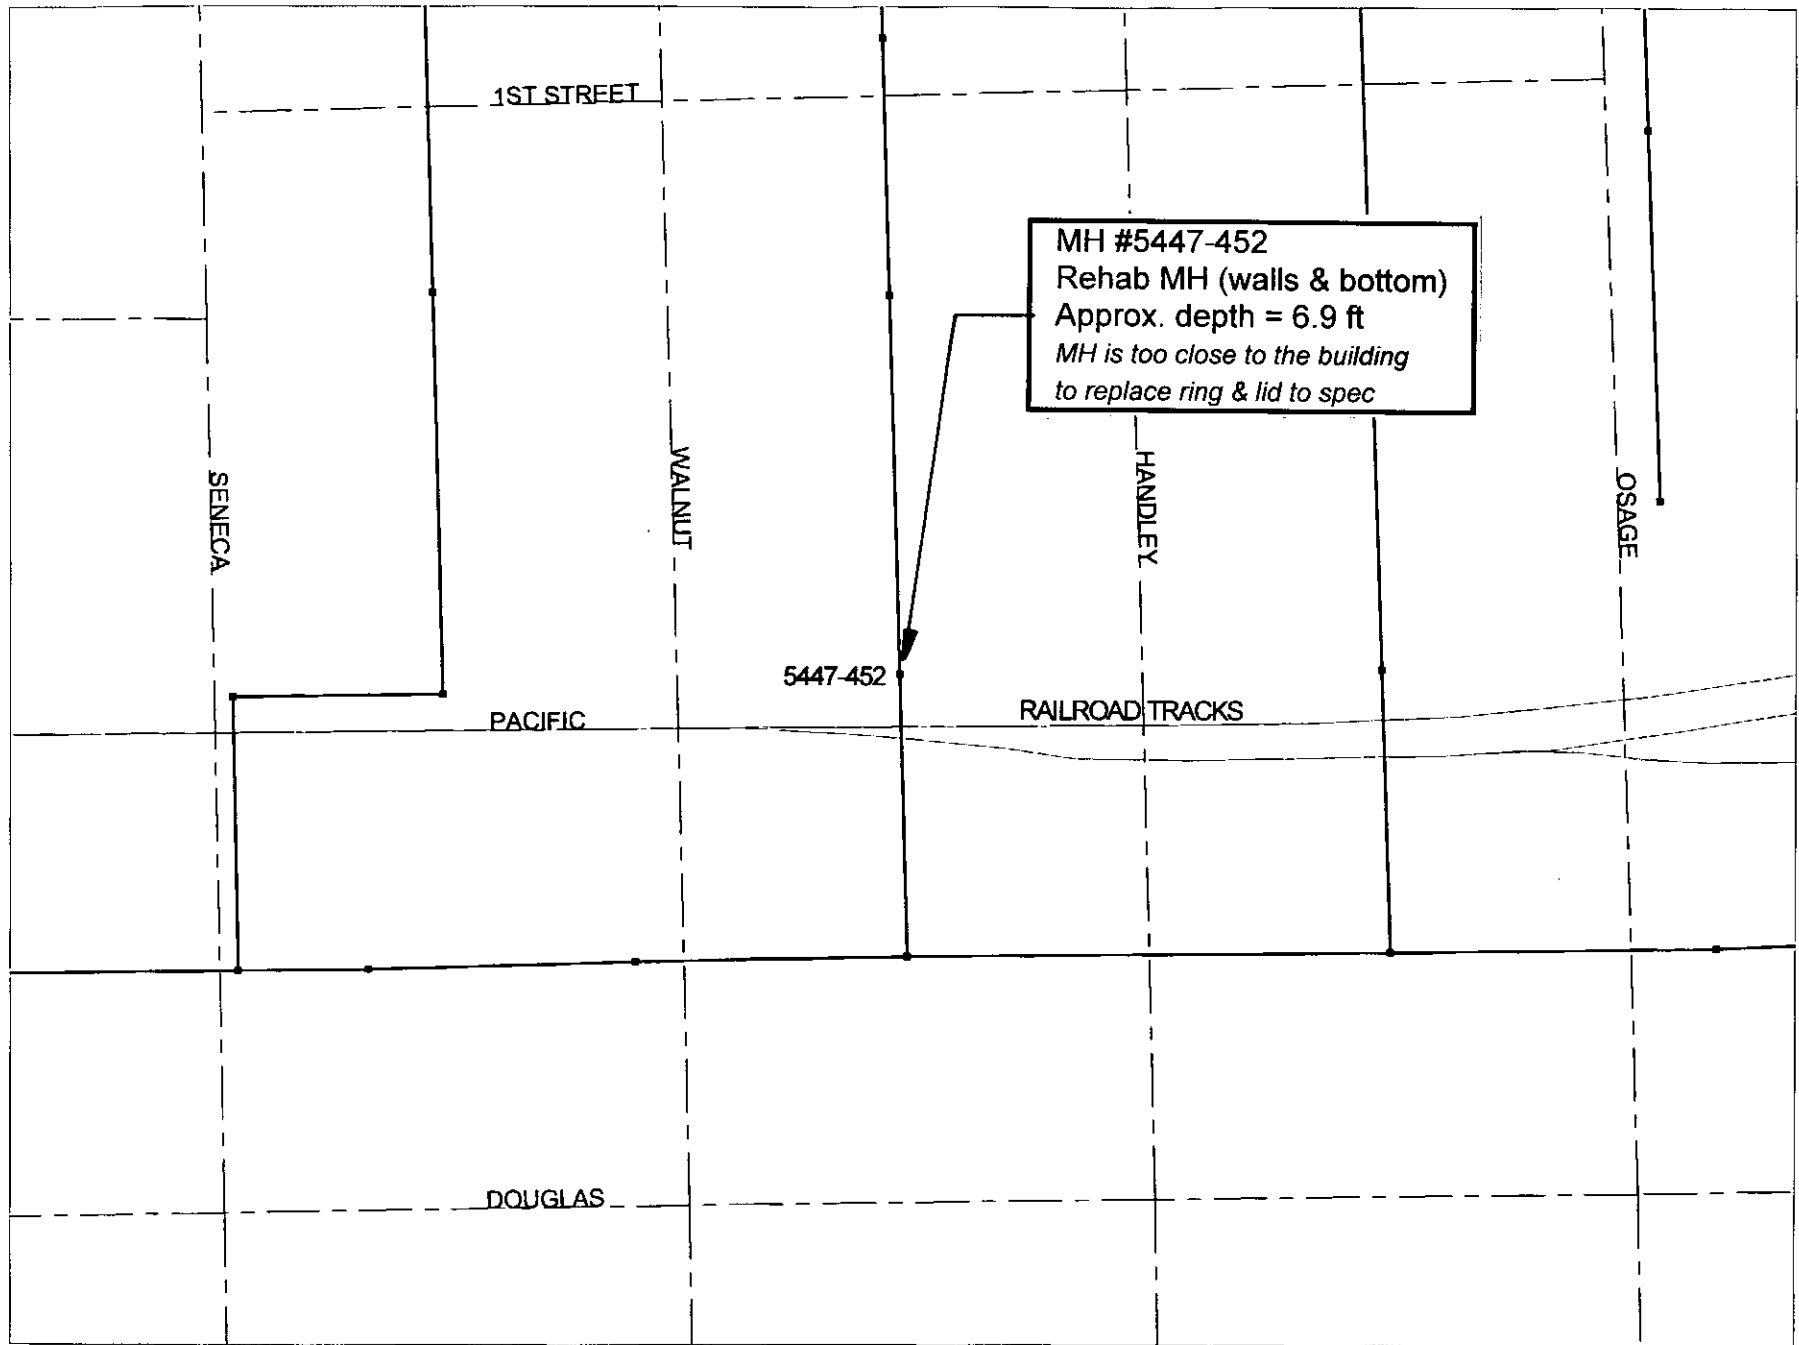 1ST STREET
MH #5447-452
Rehab MH (walls & bottom)
Approx. depth = 6.9 ft
MH is too close to the building
to replace ring & lid to spec
SENECA
WALNUT
HANDLEY
OSAGE
5447-452
PACIFIC
RAILROAD TRACKS
DOUGLAS